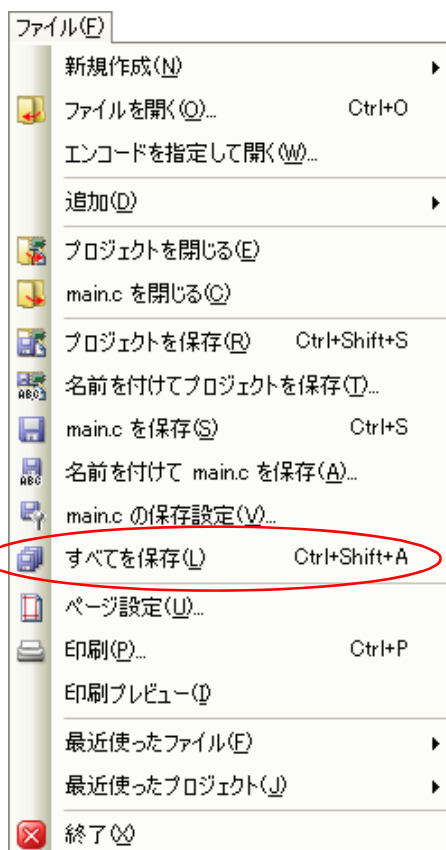 ファイル(F)
新規作成(N)
ファイルを開く(O)... Ctrl+O
エンコードを指定して開く(W)...
追加(D)
プロジェクトを閉じる(E)
main.c を閉じる(C)
プロジェクトを保存(R) Ctrl+Shift+S
ABC 名前を付けてプロジェクトを保存(T)...
main.c を保存(S) Ctrl+S
ABC 名前を付けて main.c を保存(A)...
main.c の保存設定(V)...
すべてを保存(L) Ctrl+Shift+A
ページ設定(U)...
印刷(P)... Ctrl+P
印刷プレビュー(I)
最近使ったファイル(F)
最近使ったプロジェクト(J)
終了(X)